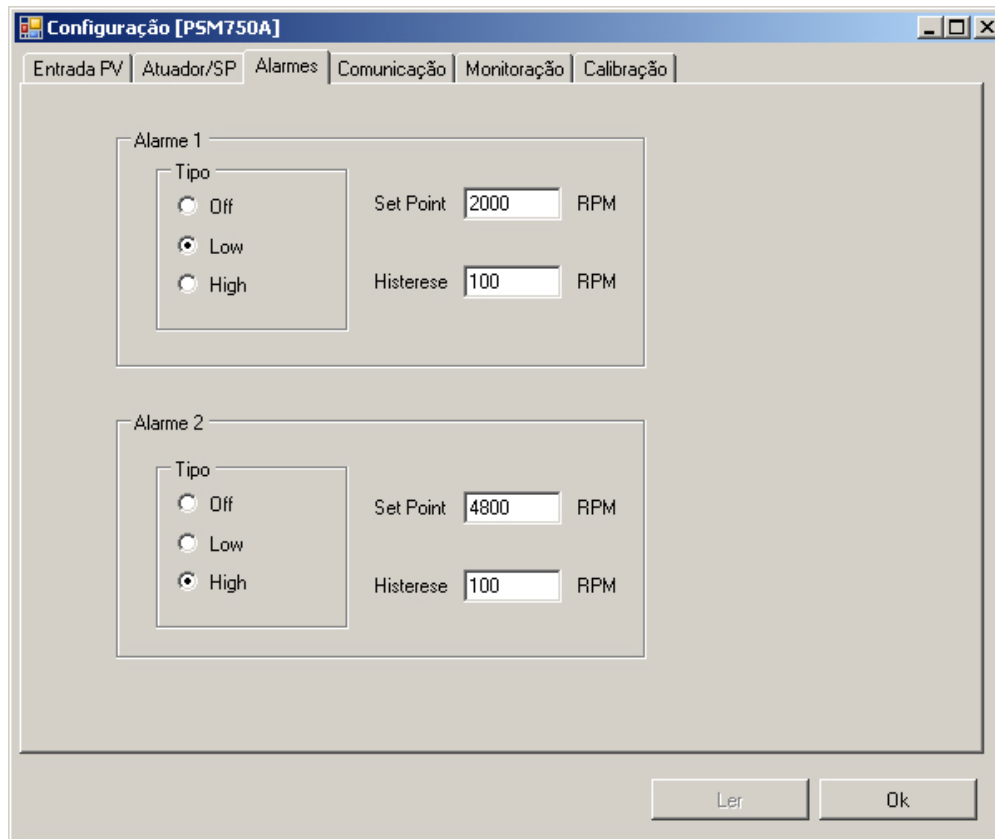 Configuração [PSM750A]
Entrada PV Atuador/SP Alarmes Comunicação Monitoração Calibração
Alarme 1
Tipo
Off
Low
High
Set Point 2000 RPM
Histerese 100 RPM
Alarme 2
Tipo
Off
Low
High
Set Point 4800 RPM
Histerese 100 RPM
Ler Ok